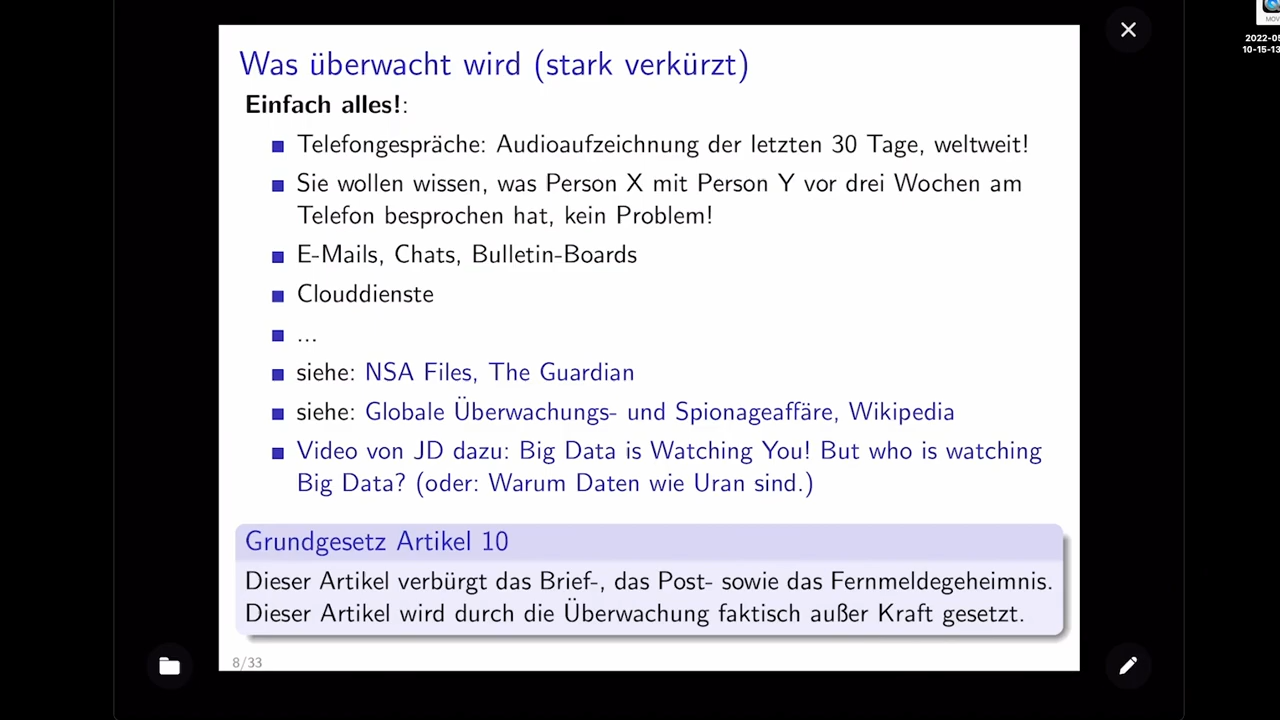 Was überwacht wird (stark verkürzt)
Einfach alles!:
Telefongespräche: Audioaufzeichnung der letzten 30 Tage, weltweit!
Sie wollen wissen, was Person X mit Person Y vor drei Wochen am
Telefon besprochen hat, kein Problem!
E-Mails, Chats, Bulletin-Boards
Clouddienste
...
siehe: NSA Files, The Guardian
siehe: Globale Überwachungs- und Spionageaffäre, Wikipedia
Video von JD dazu: Big Data is Watching You! But who is watching
Big Data? (oder: Warum Daten wie Uran sind.)
Grundgesetz Artikel 10
Dieser Artikel verbürgt das Brief-, das Post- sowie das Fernmeldegeheimnis.
Dieser Artikel wird durch die Überwachung faktisch außer Kraft gesetzt.
8/33
MOV
2022-05
10-15-13